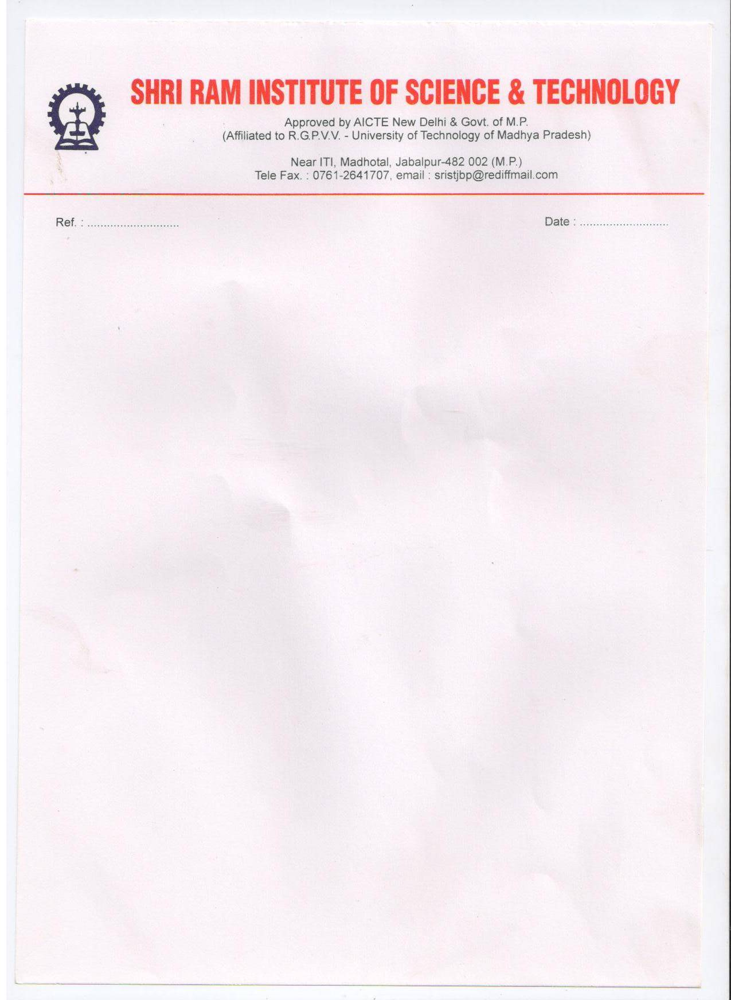 SHRI RAM INSTITUTE OF SCIENCE & TECHNOLOGY
Approved by AICTE New Delhi & Govt. of M.P.
(Affiliated to R.G.P.V.V. - University of Technology of Madhya Pradesh)
Near ITI, Madhotal, Jabalpur-482 002 (M.P.)
Tele Fax. : 0761-2641707, email : sristjbp@rediffmail.com
Ref. : ............................ Date : ...........................